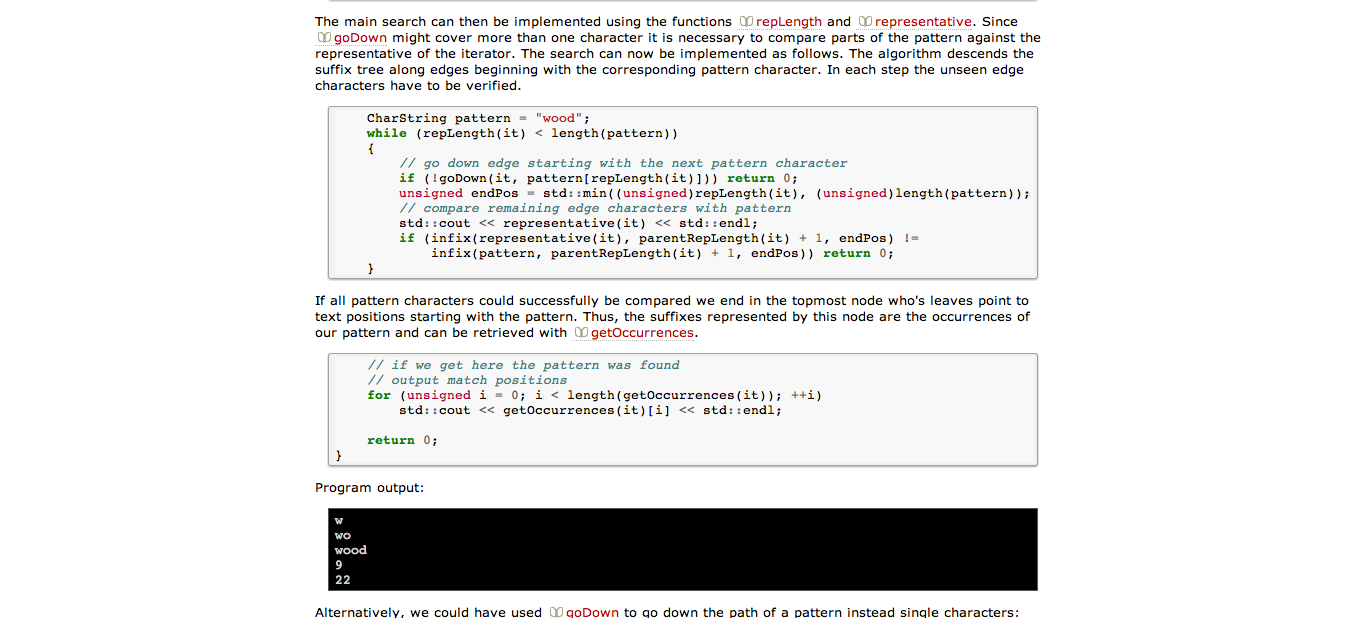 The main search can then be implemented using the functions repLength and representative. Since
goDown might cover more than one character it is necessary to compare parts of the pattern against the
representative of the iterator. The search can now be implemented as follows. The algorithm descends the
suffix tree along edges beginning with the corresponding pattern character. In each step the unseen edge
characters have to be verified.
CharString pattern = "wood";
while (repLength(it) < length(pattern))
{
// go down edge starting with the next pattern character
if (!goDown(it, pattern[repLength(it)])) return 0;
unsigned endPos = std::min((unsigned)repLength(it), (unsigned)length(pattern));
// compare remaining edge characters with pattern
std::cout << representative(it) << std::endl;
if (infix(representative(it), parentRepLength(it) + 1, endPos) !=
infix(pattern, parentRepLength(it) + 1, endPos)) return 0;
}
If all pattern characters could successfully be compared we end in the topmost node who's leaves point to
text positions starting with the pattern. Thus, the suffixes represented by this node are the occurrences of
our pattern and can be retrieved with getOccurrences.
// if we get here the pattern was found
// output match positions
for (unsigned i = 0; i < length(getOccurrences(it)); ++i)
std::cout << getOccurrences(it)[i] << std::endl;
return 0;
}
Program output:
w
wo
wood
9
22
Alternatively, we could have used goDown to go down the path of a pattern instead single characters: